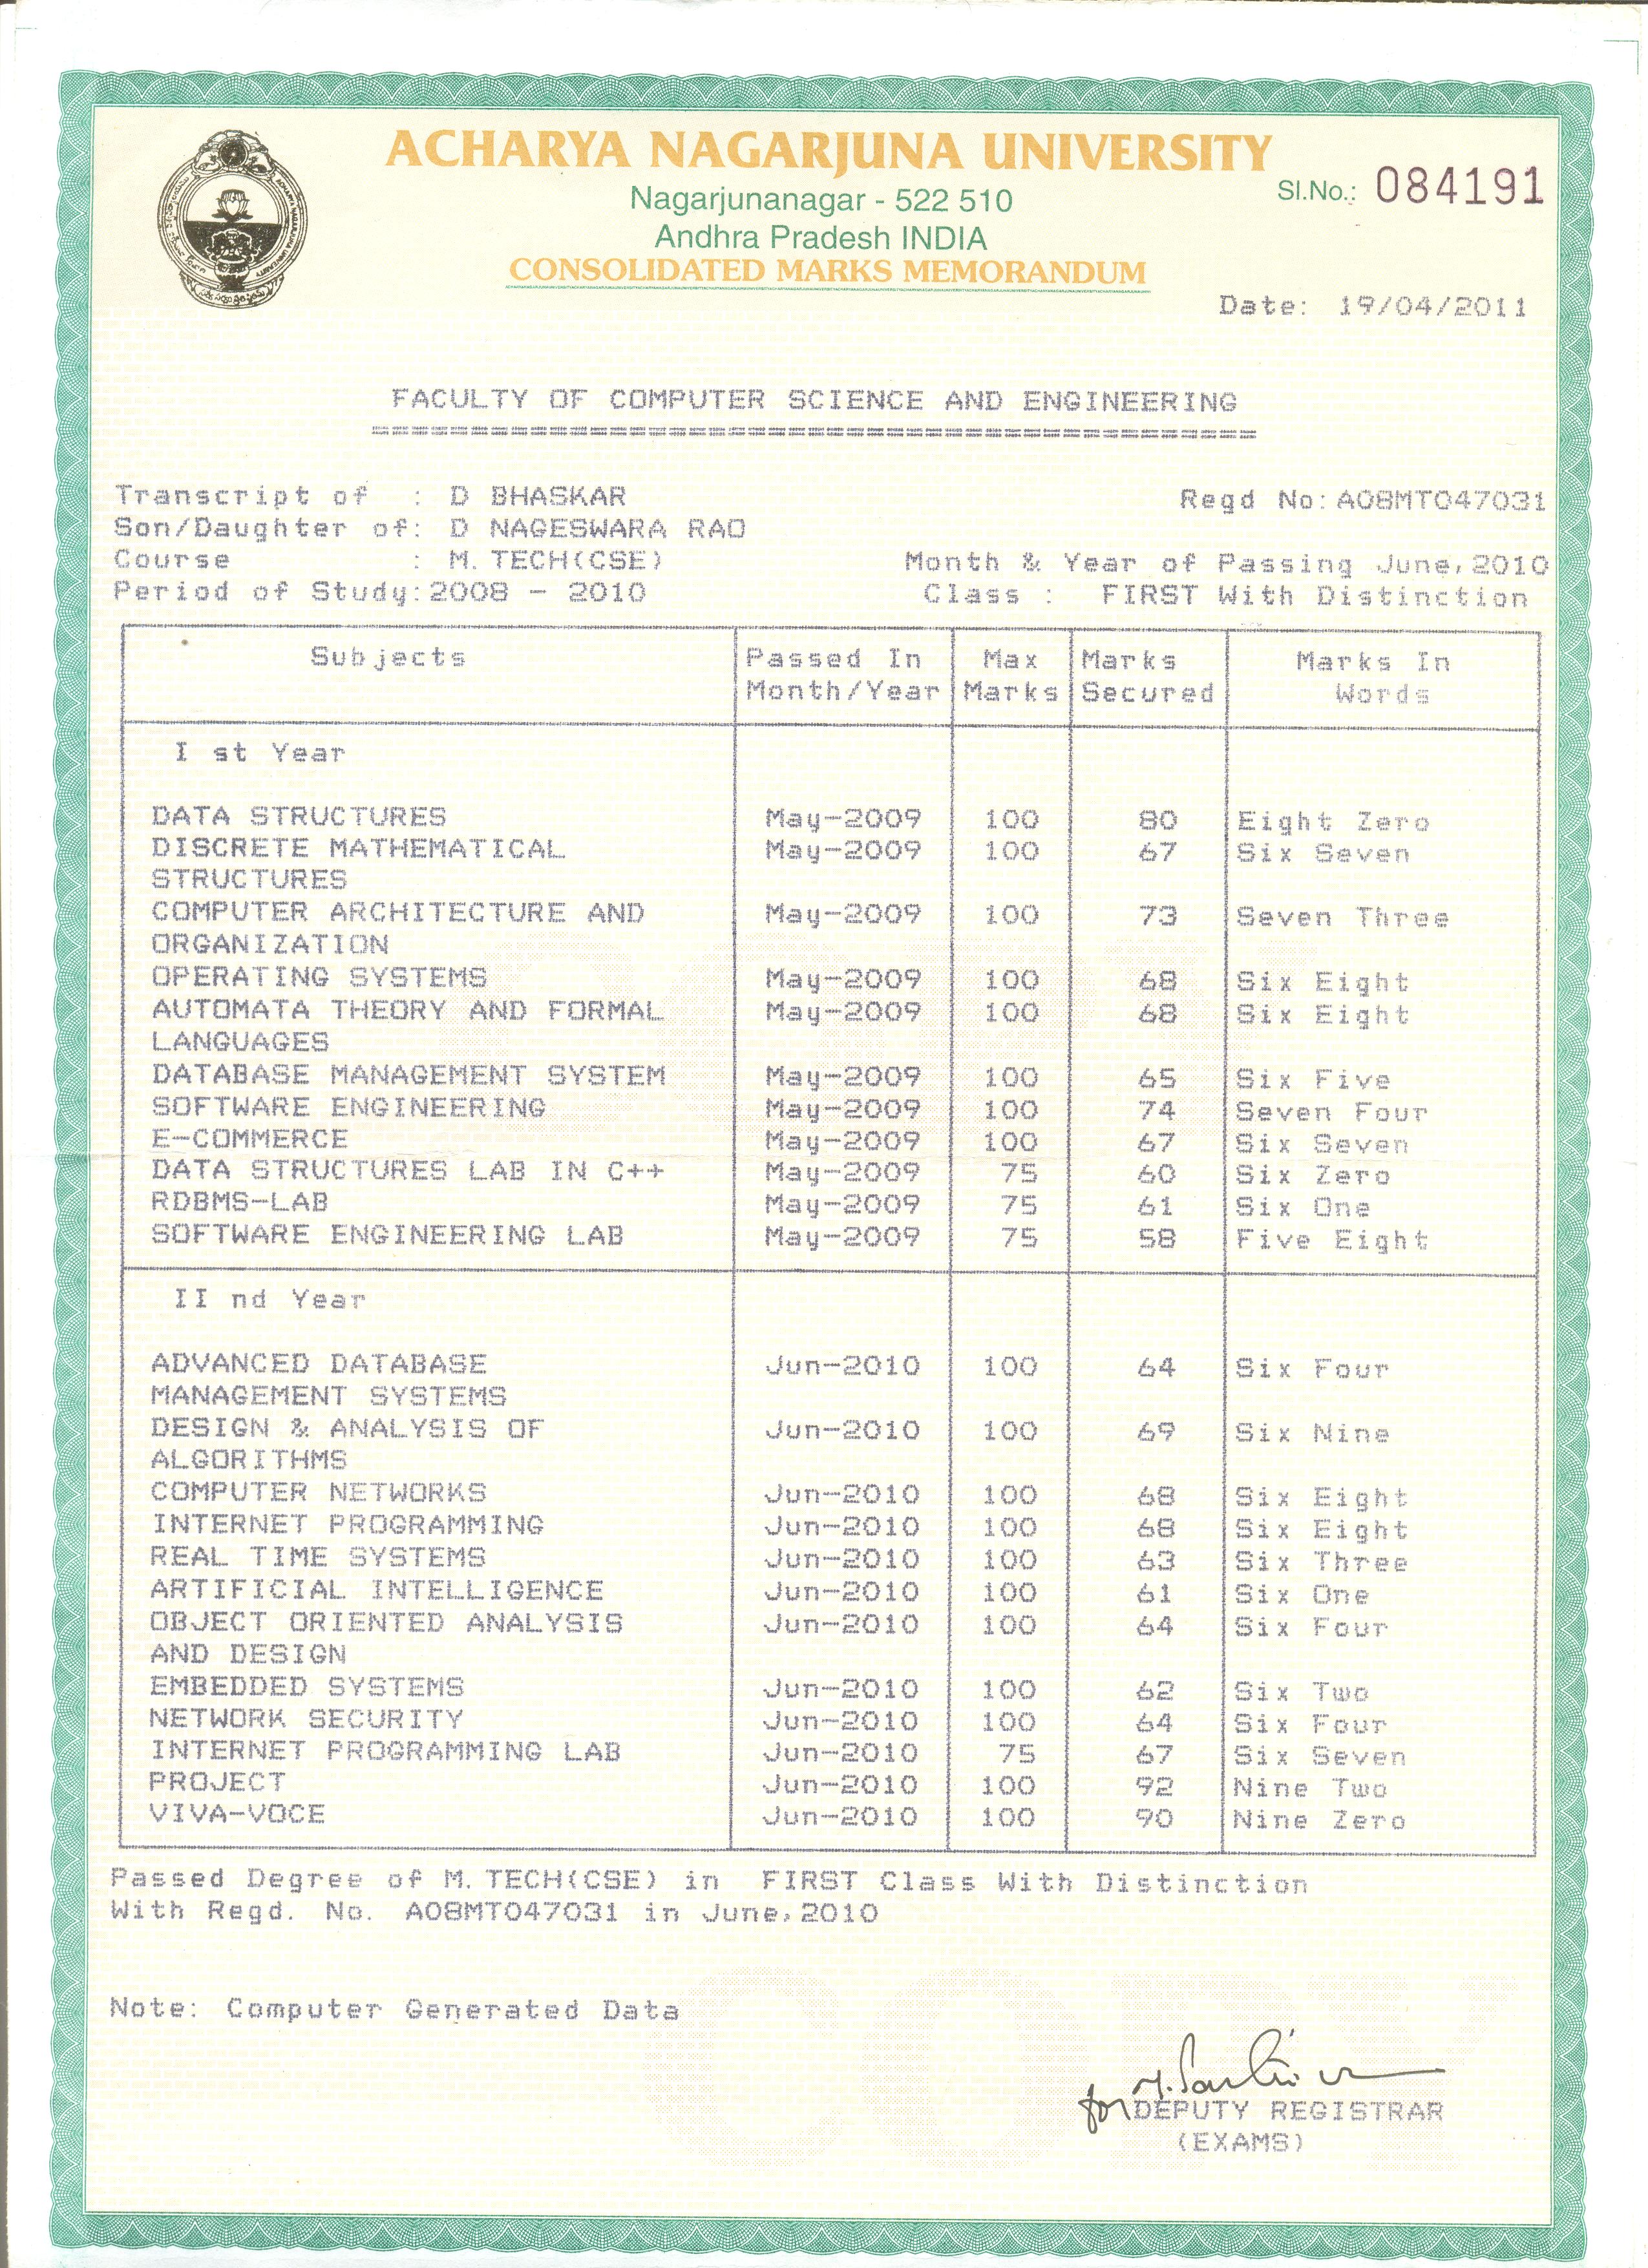 ACHARYA NAGARJUNA UNIVERSITY
Nagarjunanagar - 522 510
Sl.No.: 084191
Andhra Pradesh INDIA
CONSOLIDATED MARKS MEMORANDUM
Date: 19/04/2011
FACULTY OF COMPUTER SCIENCE AND ENGINEERING
Transcript of : D BHASKAR Regd No: A08MT047031
Son/Daughter of: D NAGESWARA RAO
Course : M. TECH(CSE) Month & Year of Passing June, 2010
Period of Study: 2008 - 2010 Class : FIRST With Distinction
Subjects Passed In Max Marks Marks In
Month/Year Marks Secured Words
I st Year
DATA STRUCTURES May-2009 100 80 Eight Zero
DISCRETE MATHEMATICAL May-2009 100 67 Six Seven
STRUCTURES
COMPUTER ARCHITECTURE AND May-2009 100 73 Seven Three
ORGANIZATION
OPERATING SYSTEMS May-2009 100 68 Six Eight
AUTOMATA THEORY AND FORMAL May-2009 100 68 Six Eight
LANGUAGES
DATABASE MANAGEMENT SYSTEM May-2009 100 65 Six Five
SOFTWARE ENGINEERING May-2009 100 74 Seven Four
E-COMMERCE May-2009 100 67 Six Seven
DATA STRUCTURES LAB IN C++ May-2009 75 60 Six Zero
RDBMS-LAB May-2009 75 61 Six One
SOFTWARE ENGINEERING LAB May-2009 75 58 Five Eight
II nd Year
ADVANCED DATABASE Jun-2010 100 64 Six Four
MANAGEMENT SYSTEMS
DESIGN & ANALYSIS OF Jun-2010 100 69 Six Nine
ALGORITHMS
COMPUTER NETWORKS Jun-2010 100 68 Six Eight
INTERNET PROGRAMMING Jun-2010 100 68 Six Eight
REAL TIME SYSTEMS Jun-2010 100 63 Six Three
ARTIFICIAL INTELLIGENCE Jun-2010 100 61 Six One
OBJECT ORIENTED ANALYSIS Jun-2010 100 64 Six Four
AND DESIGN
EMBEDDED SYSTEMS Jun-2010 100 62 Six Two
NETWORK SECURITY Jun-2010 100 64 Six Four
INTERNET PROGRAMMING LAB Jun-2010 75 67 Six Seven
PROJECT Jun-2010 100 92 Nine Two
VIVA-VOCE Jun-2010 100 90 Nine Zero
Passed Degree of M. TECH(CSE) in FIRST Class With Distinction
With Regd. No. A08MT047031 in June, 2010
Note: Computer Generated Data
COPY
for
DEPUTY REGISTRAR
(EXAMS)